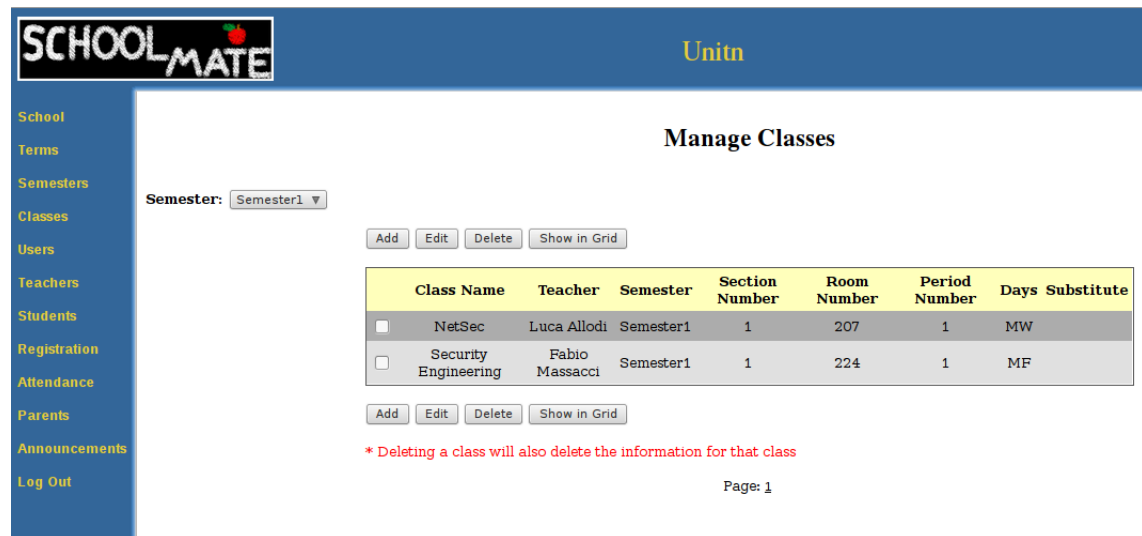 SCHOOLMATE
Unitn
School
Terms
Semesters
Classes
Users
Teachers
Students
Registration
Attendance
Parents
Announcements
Log Out
Manage Classes
Semester: Semester1
Add Edit Delete Show in Grid
Class Name Teacher Semester Section Number Room Number Period Number Days Substitute
NetSec Luca Allodi Semester1 1 207 1 MW
Security Engineering Fabio Massacci Semester1 1 224 1 MF
Add Edit Delete Show in Grid
* Deleting a class will also delete the information for that class
Page: 1